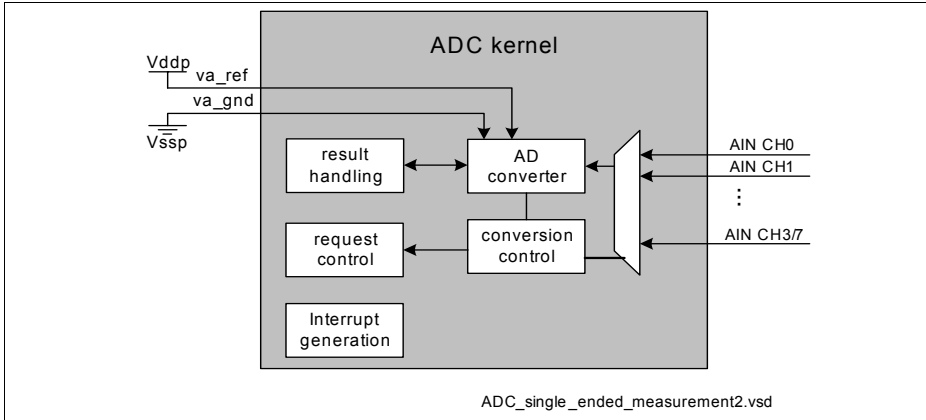 ADC kernel
Vddp
va_ref
va_gnd
Vssp
result
handling
AD
converter
AIN CH0
AIN CH1
⋮
AIN CH3/7
request
control
conversion
control
Interrupt
generation
ADC_single_ended_measurement2.vsd